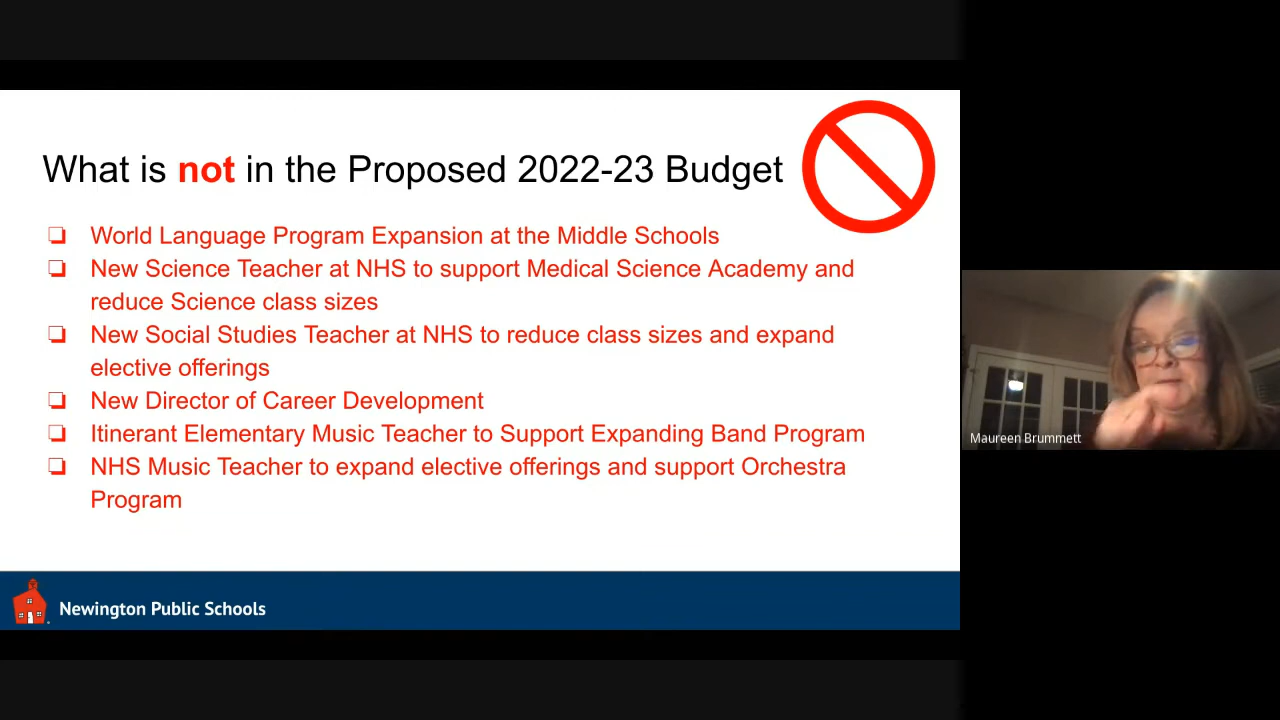 What is not in the Proposed 2022-23 Budget
❏ World Language Program Expansion at the Middle Schools
❏ New Science Teacher at NHS to support Medical Science Academy and
reduce Science class sizes
❏ New Social Studies Teacher at NHS to reduce class sizes and expand
elective offerings
❏ New Director of Career Development
❏ Itinerant Elementary Music Teacher to Support Expanding Band Program
❏ NHS Music Teacher to expand elective offerings and support Orchestra
Program
Newington Public Schools
Maureen Brummett